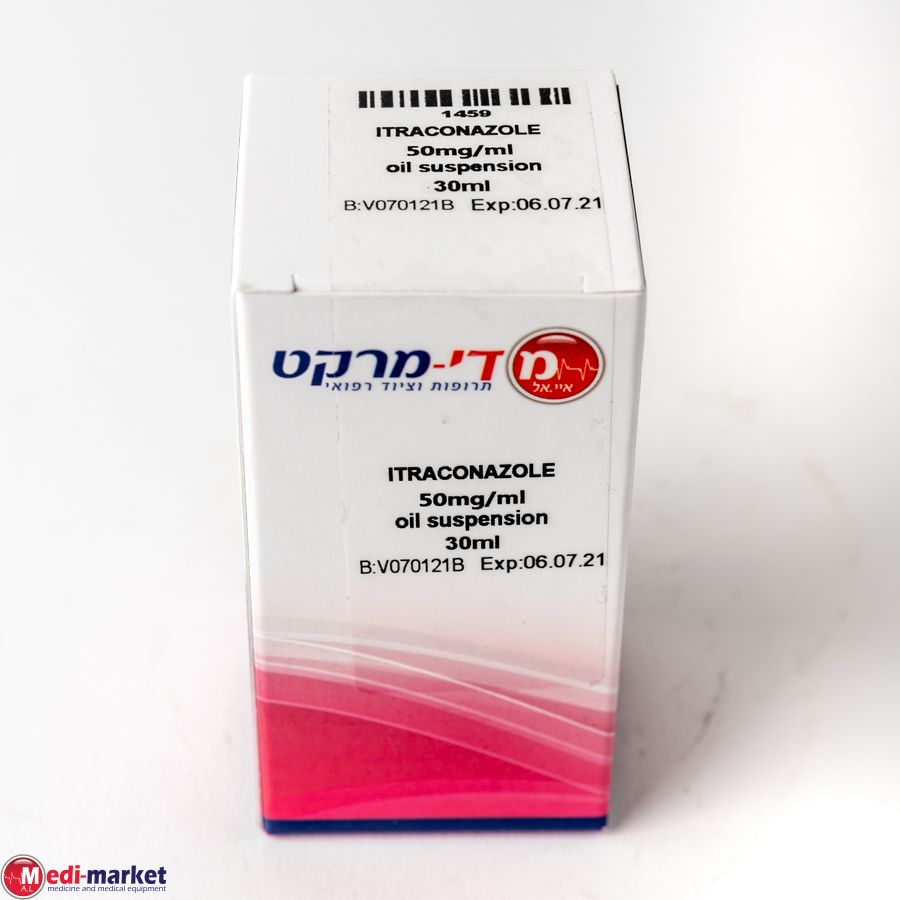 1459
ITRACONAZOLE
50mg/ml
oil suspension
30ml
B:V070121B Exp:06.07.21
מדי-מרקט
איי.אל
תרופות וציוד רפואי
ITRACONAZOLE
50mg/ml
oil suspension
30ml
B:V070121B Exp:06.07.21
Medi-market
A.L
medicine and medical equipment